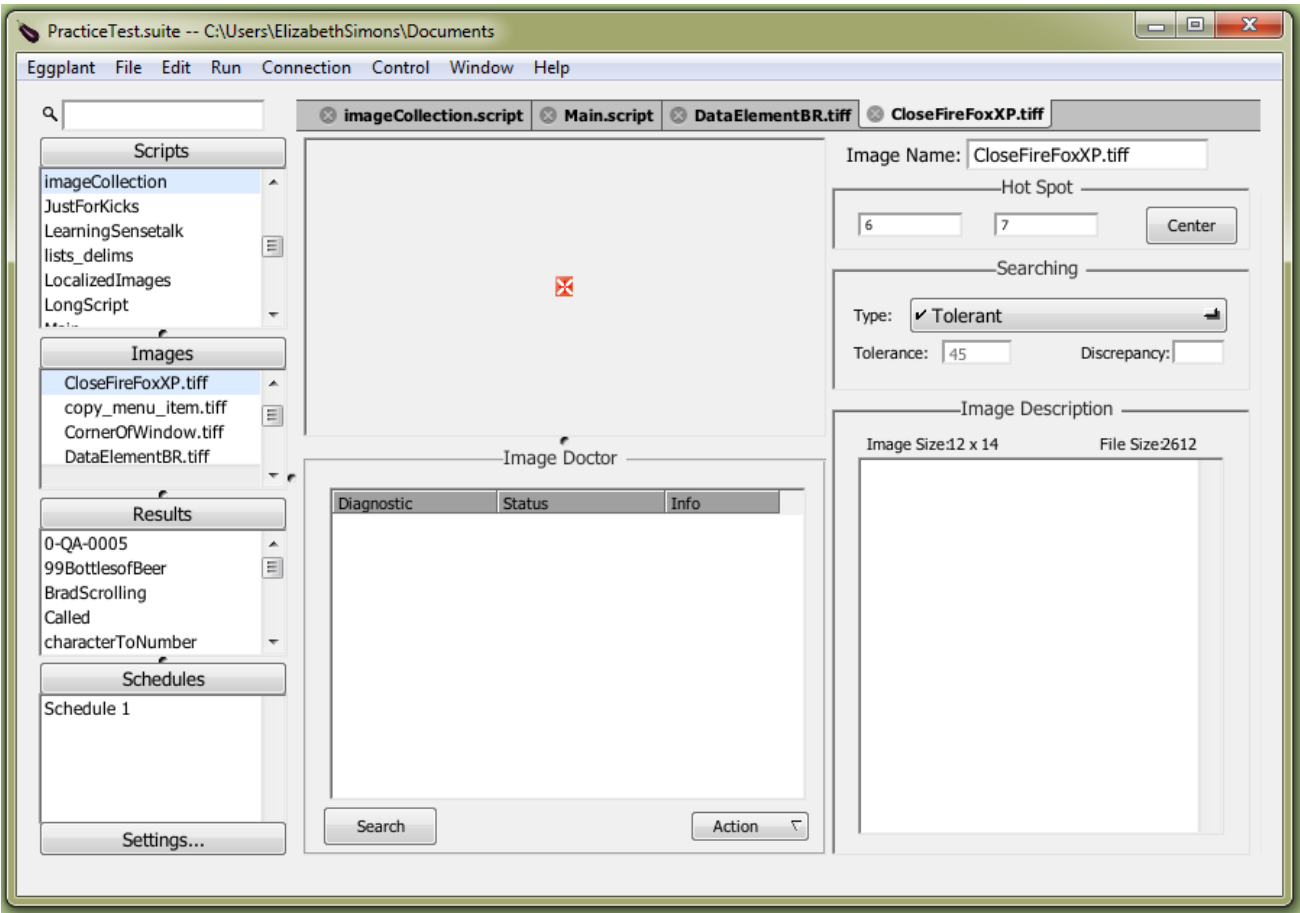 PracticeTest.suite -- C:\Users\ElizabethSimons\Documents
Eggplant File Edit Run Connection Control Window Help
imageCollection.script Main.script DataElementBR.tiff CloseFireFoxXP.tiff
Scripts
imageCollection
JustForKicks
LearningSensetalk
lists_delims
LocalizedImages
LongScript
Main
Images
CloseFireFoxXP.tiff
copy_menu_item.tiff
CornerOfWindow.tiff
DataElementBR.tiff
Results
0-QA-0005
99BottlesofBeer
BradScrolling
Called
characterToNumber
Schedules
Schedule 1
Settings...
Image Doctor
Diagnostic Status Info
Search Action
Image Name: CloseFireFoxXP.tiff
Hot Spot
6 7 Center
Searching
Type: ✔ Tolerant
Tolerance: 45 Discrepancy:
Image Description
Image Size:12 x 14 File Size:2612